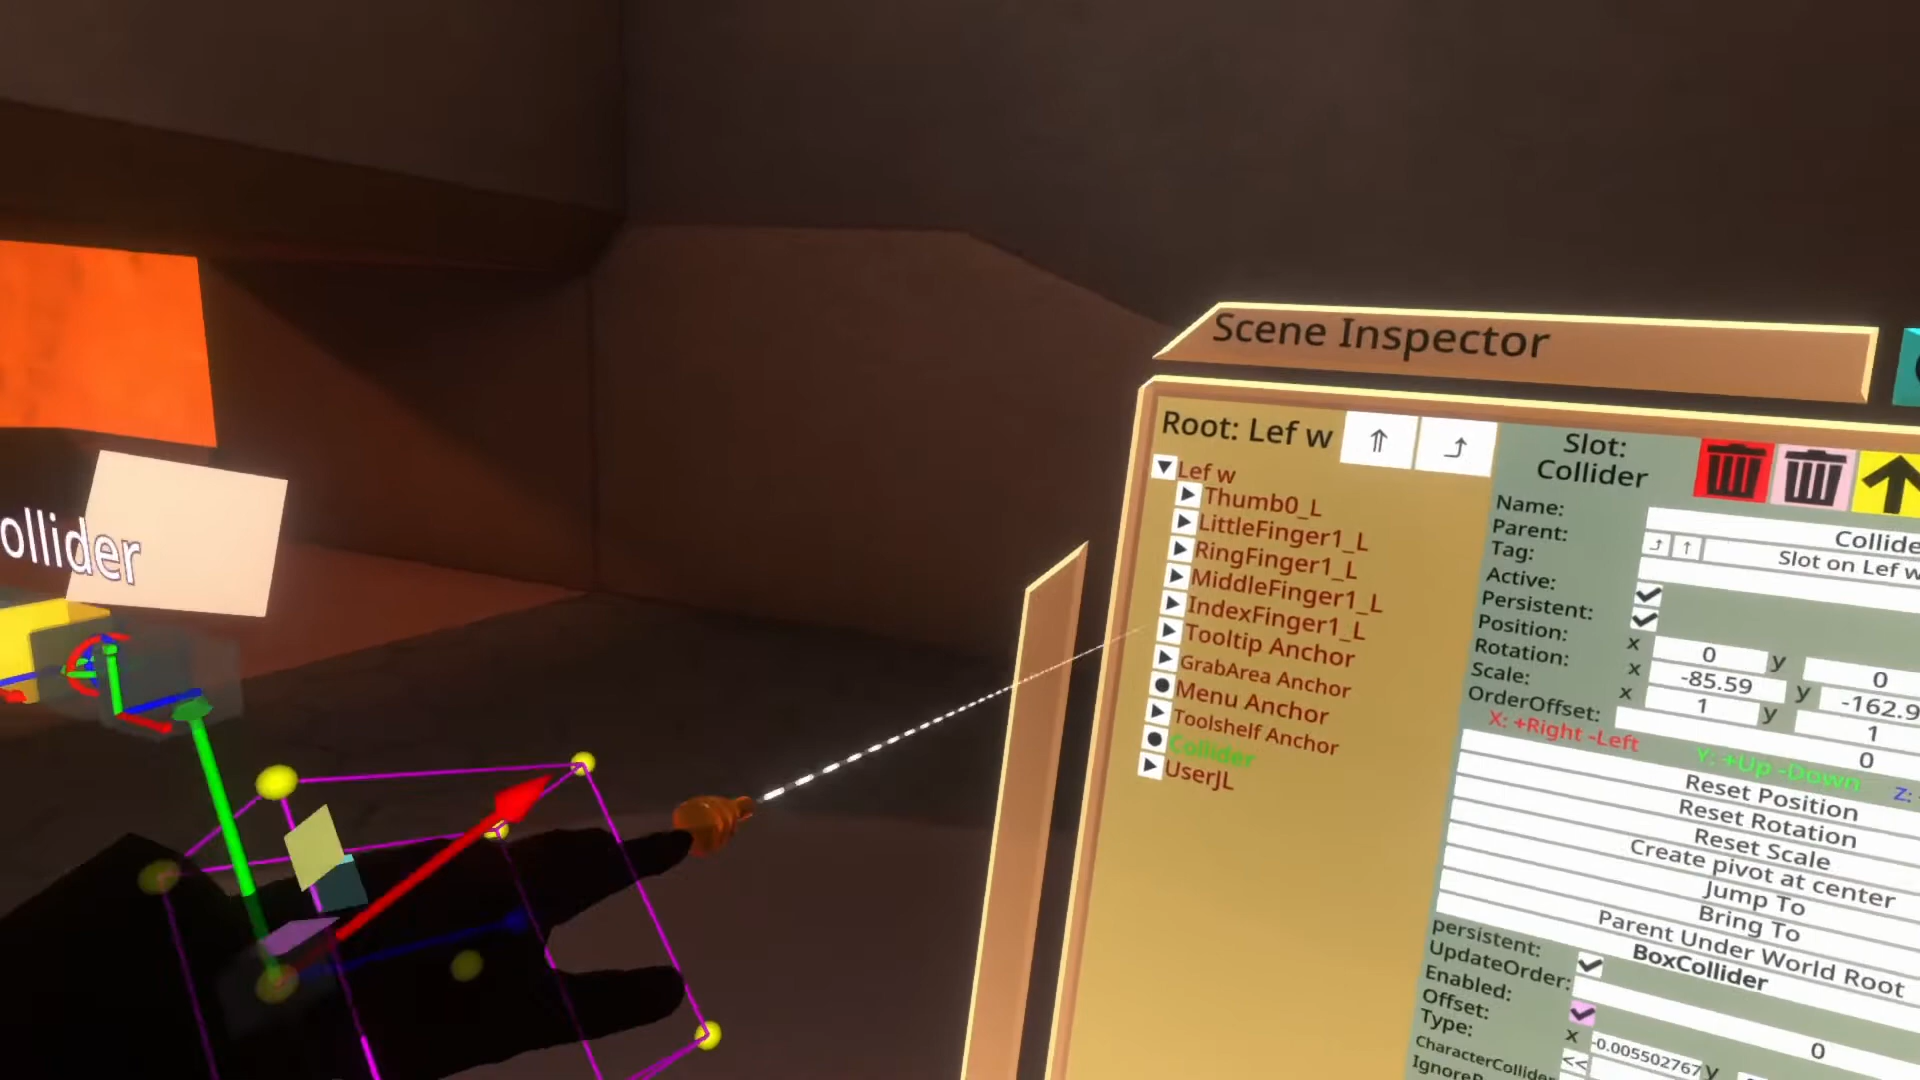 Scene Inspector
Root: Lef w
Lef w
Thumb0_L
LittleFinger1_L
RingFinger1_L
MiddleFinger1_L
IndexFinger1_L
Tooltip Anchor
GrabArea Anchor
Menu Anchor
Toolshelf Anchor
Collider
UserJL
Slot:
Collider
Name:
Collide
Parent:
Slot on Lef w
Tag:
Active:
Persistent:
Position:
x 0 y 0
Rotation:
x -85.59 y -162.9
Scale:
x 1 y 1
OrderOffset:
0
X: +Right -Left Y: +Up -Down Z:
Reset Position
Reset Rotation
Reset Scale
Create pivot at center
Jump To
Bring To
Parent Under World Root
BoxCollider
persistent:
UpdateOrder:
0
Enabled:
Offset:
x -0.005502767 y
Type:
<<
CharacterCollider
ollider